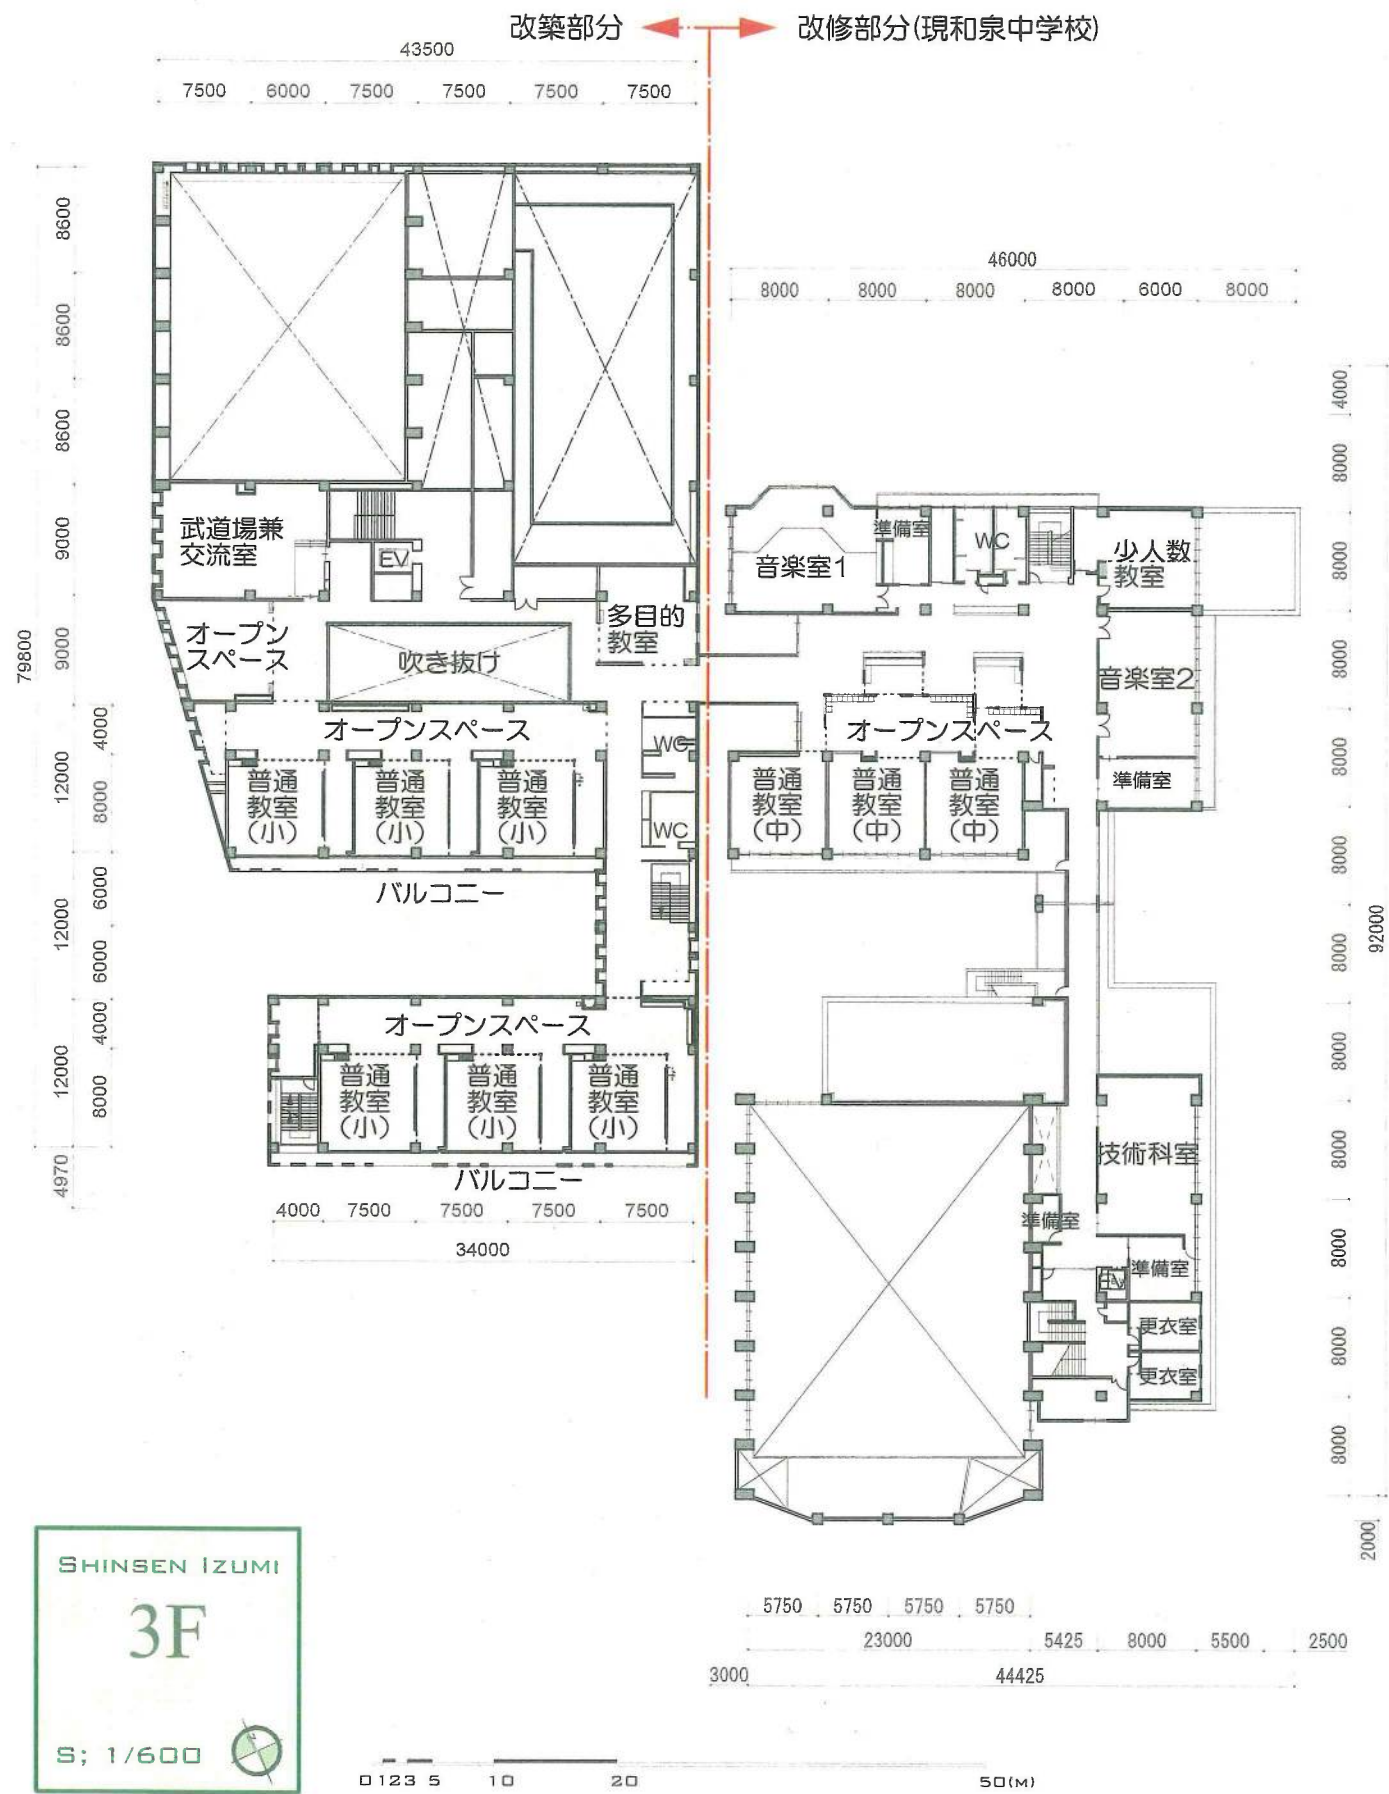 改築部分
改修部分(現和泉中学校)
43500
7500 6000 7500 7500 7500 7500
46000
8000 8000 8000 8000 6000 8000
79800
8600
8600
8600
9000
9000
12000
12000
12000
4970
4000
8000
6000
6000
4000
8000
武道場兼
交流室
EV
オープン
スペース
吹き抜け
多目的
教室
オープンスペース
WC
WC
普通
教室
(小)
普通
教室
(小)
普通
教室
(小)
バルコニー
オープンスペース
普通
教室
(小)
普通
教室
(小)
普通
教室
(小)
バルコニー
4000 7500 7500 7500 7500
34000
音楽室1
準備室
WC
少人数
教室
音楽室2
準備室
オープンスペース
普通
教室
(中)
普通
教室
(中)
普通
教室
(中)
技術科室
準備室
準備室
EV
更衣室
更衣室
4000
8000
8000
8000
8000
8000
8000
8000
8000
8000
8000
8000
92000
2000
5750 5750 5750 5750
23000 5425 8000 5500 2500
3000 44425
SHINSEN IZUMI
3F
S; 1/600
0 1 2 3 5 10 20 50(M)